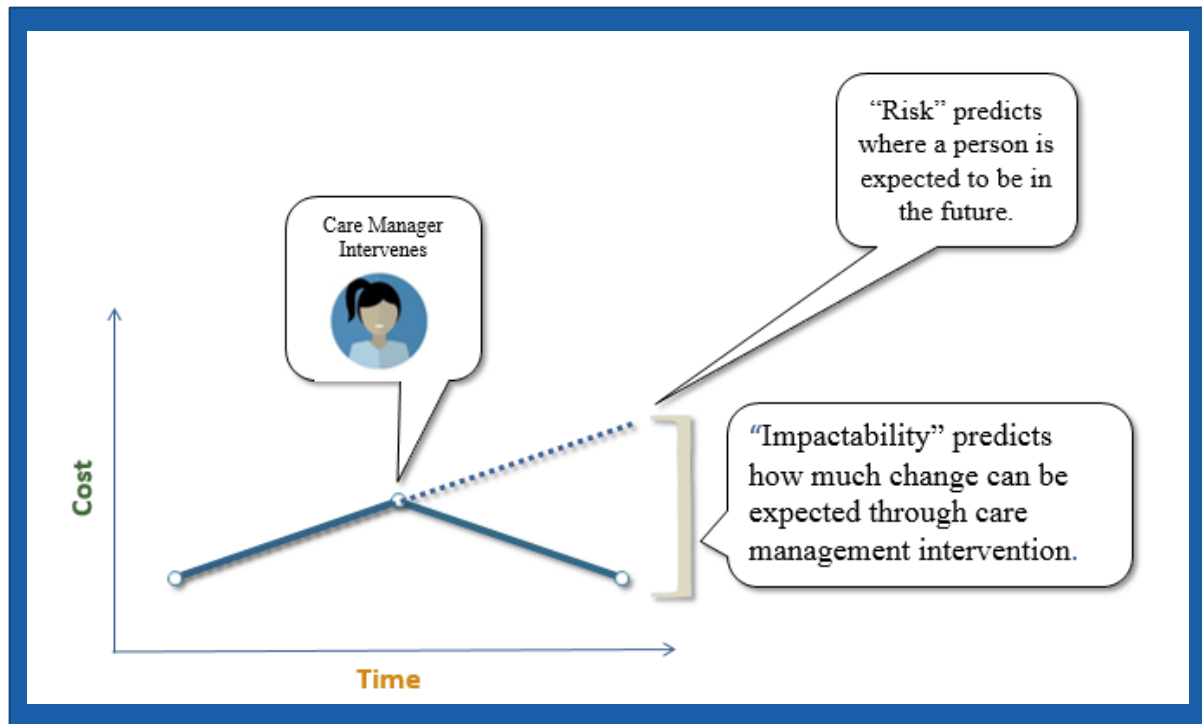 “Risk” predicts
where a person is
expected to be in
the future.
Care Manager
Intervenes
“Impactability” predicts
how much change can be
expected through care
management intervention.
Cost
Time